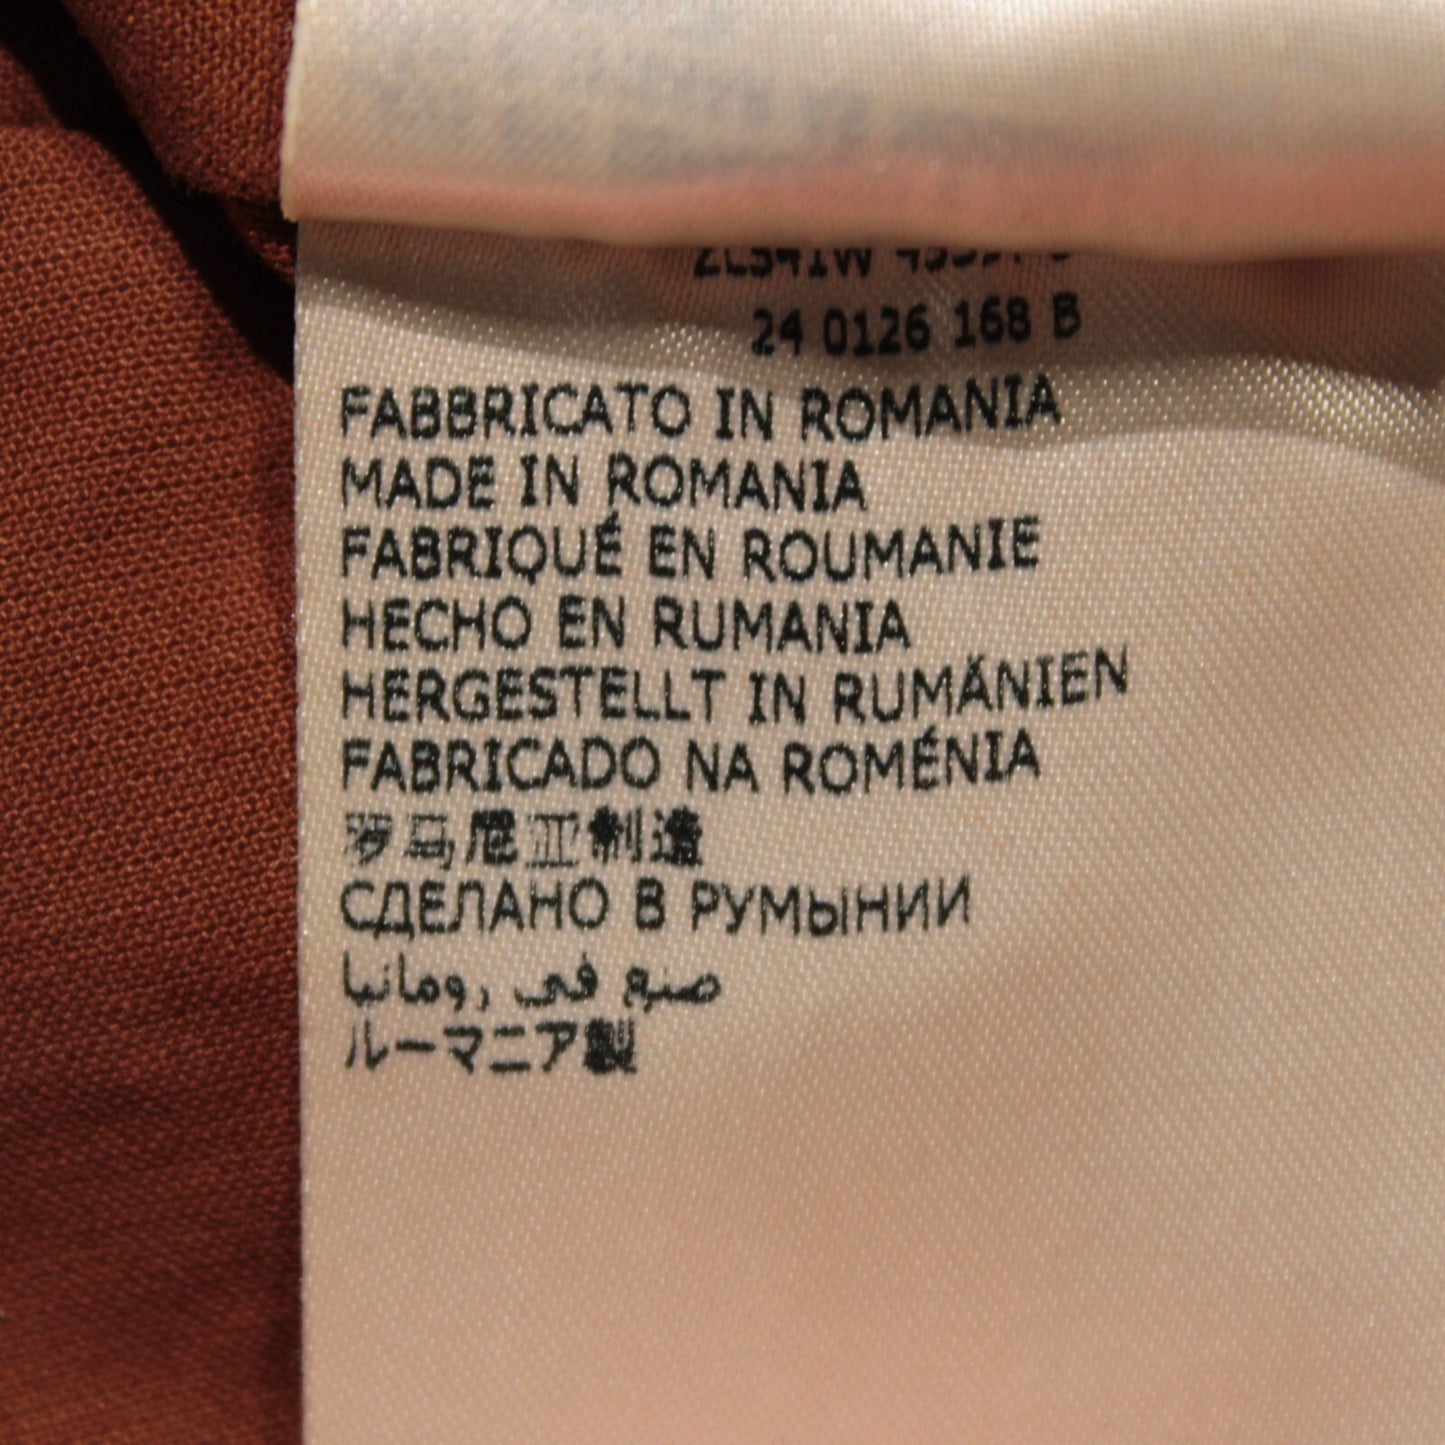 24 0126 168 B
FABBRICATO IN ROMANIA
MADE IN ROMANIA
FABRIQUÉ EN ROUMANIE
HECHO EN RUMANIA
HERGESTELLT IN RUMÄNIEN
FABRICADO NA ROMÉNIA
罗马尼亚制造
СДЕЛАНО В РУМЫНИИ
صنع في رومانيا
ルーマニア製